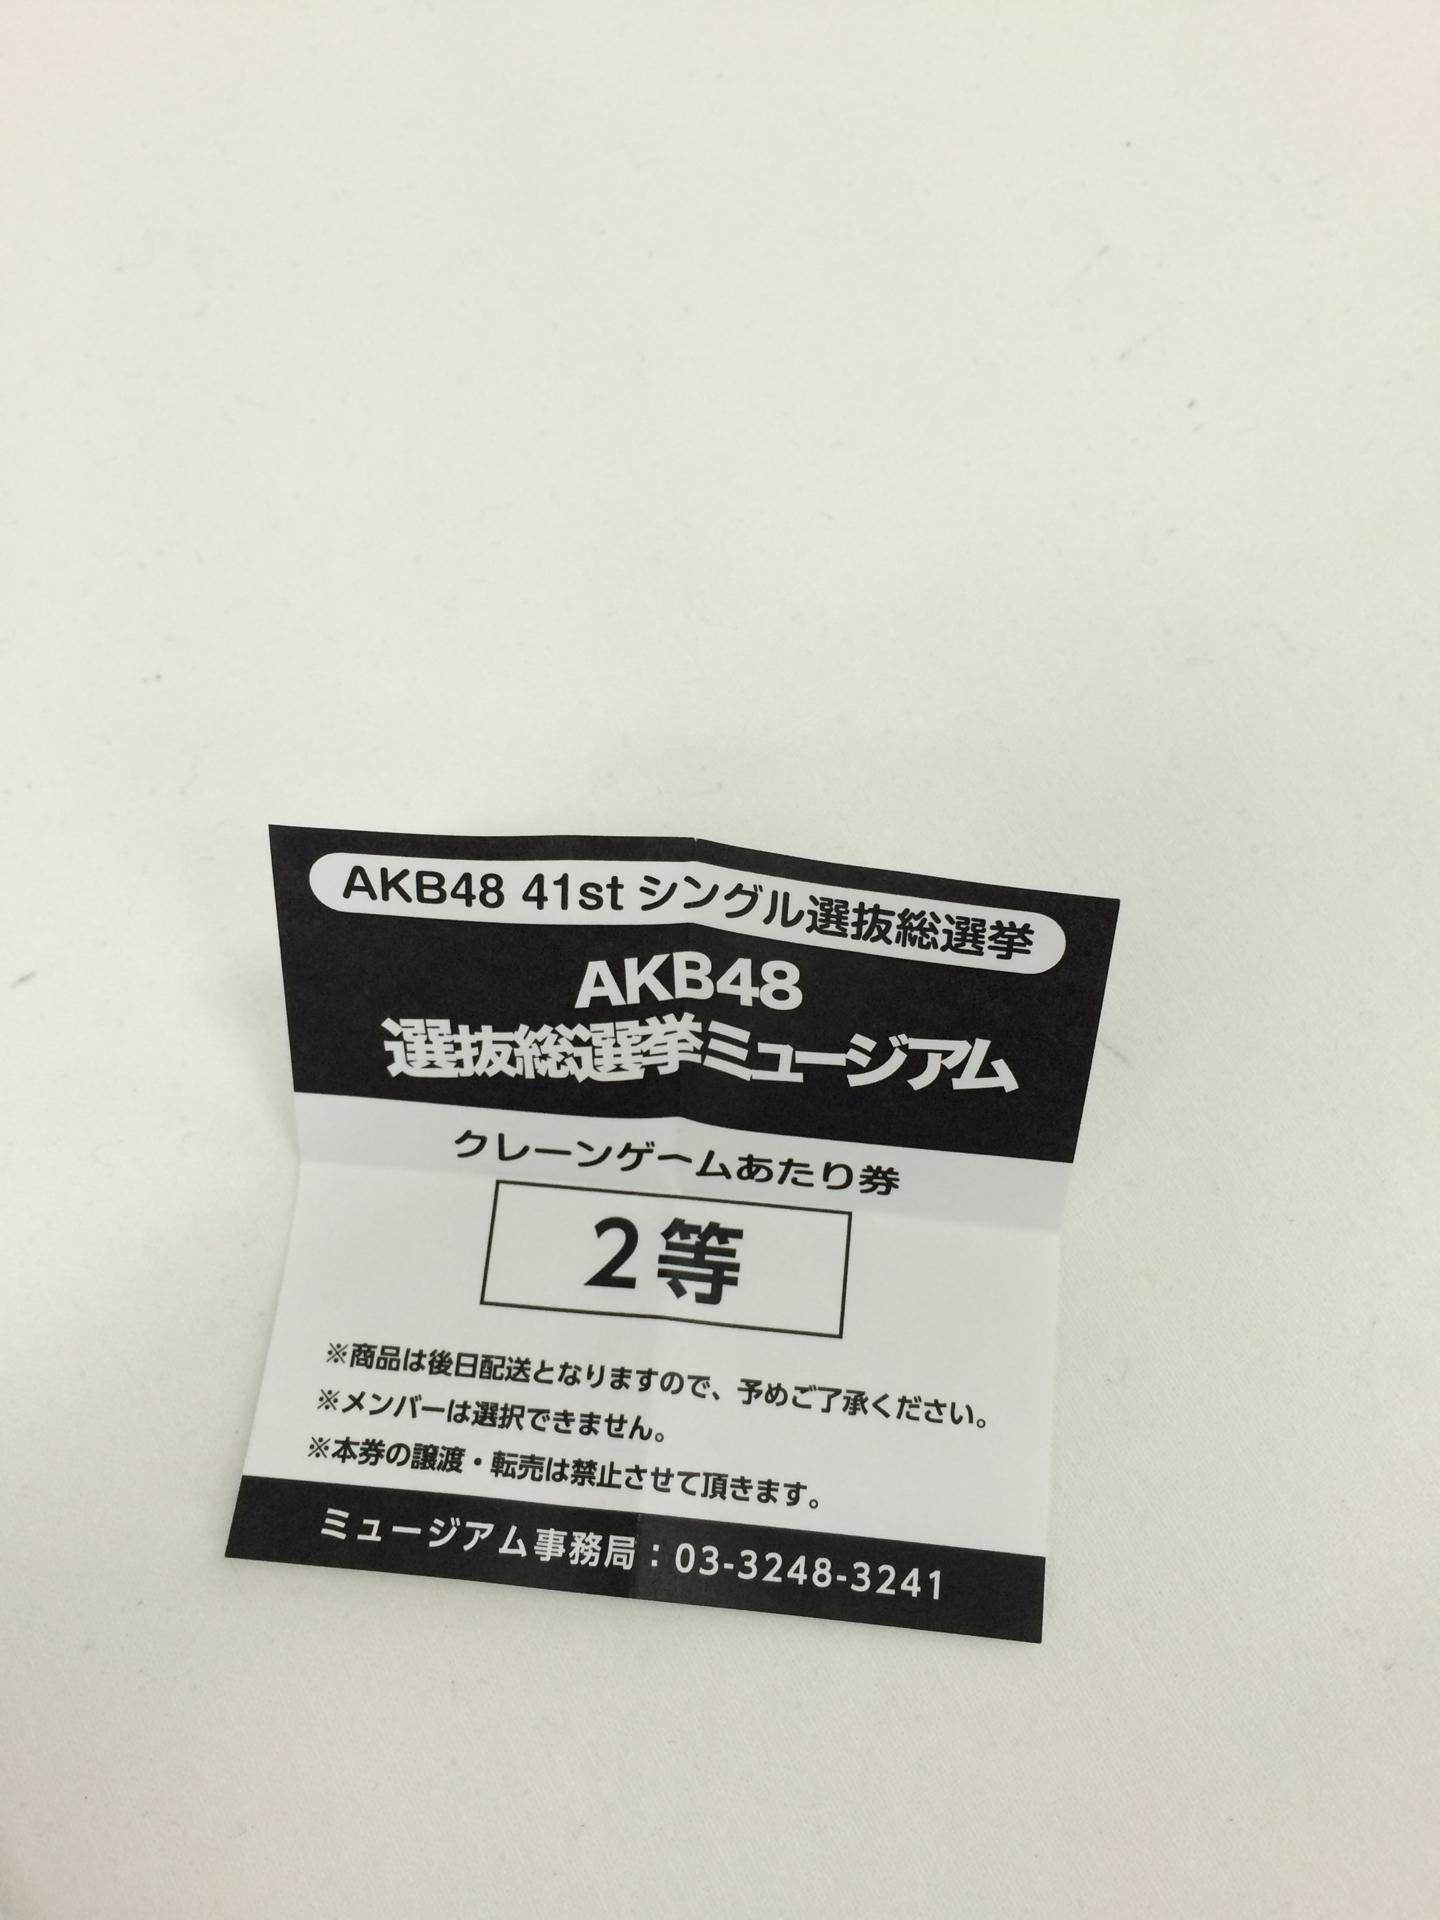 AKB48 41st シングル選抜総選挙
AKB48
選抜総選挙ミュージアム
クレーンゲームあたり券
2等
※商品は後日配送となりますので、予めご了承ください。
※メンバーは選択できません。
※本券の譲渡・転売は禁止させて頂きます。
ミュージアム事務局：03-3248-3241